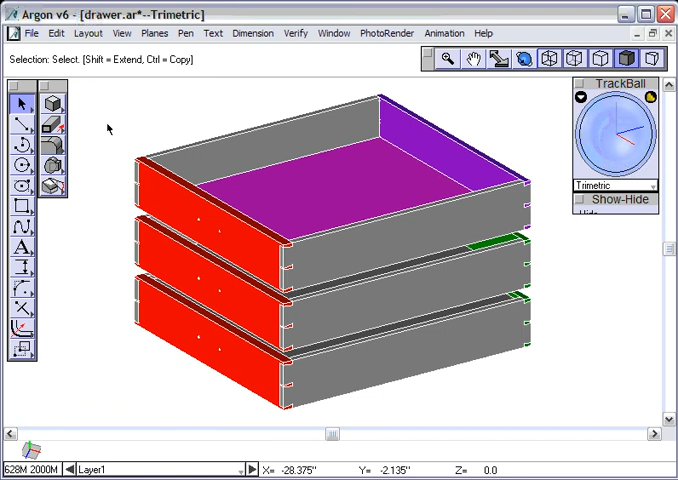 Argon v6 - [drawer.ar*--Trimetric]
File Edit Layout View Planes Pen Text Dimension Verify Window PhotoRender Animation Help
Selection: Select. [Shift = Extend, Ctrl = Copy]
TrackBall
Trimetric
Show-Hide
A
628M 2000M Layer1 X= -28.375" Y= -2.135" Z= 0.0